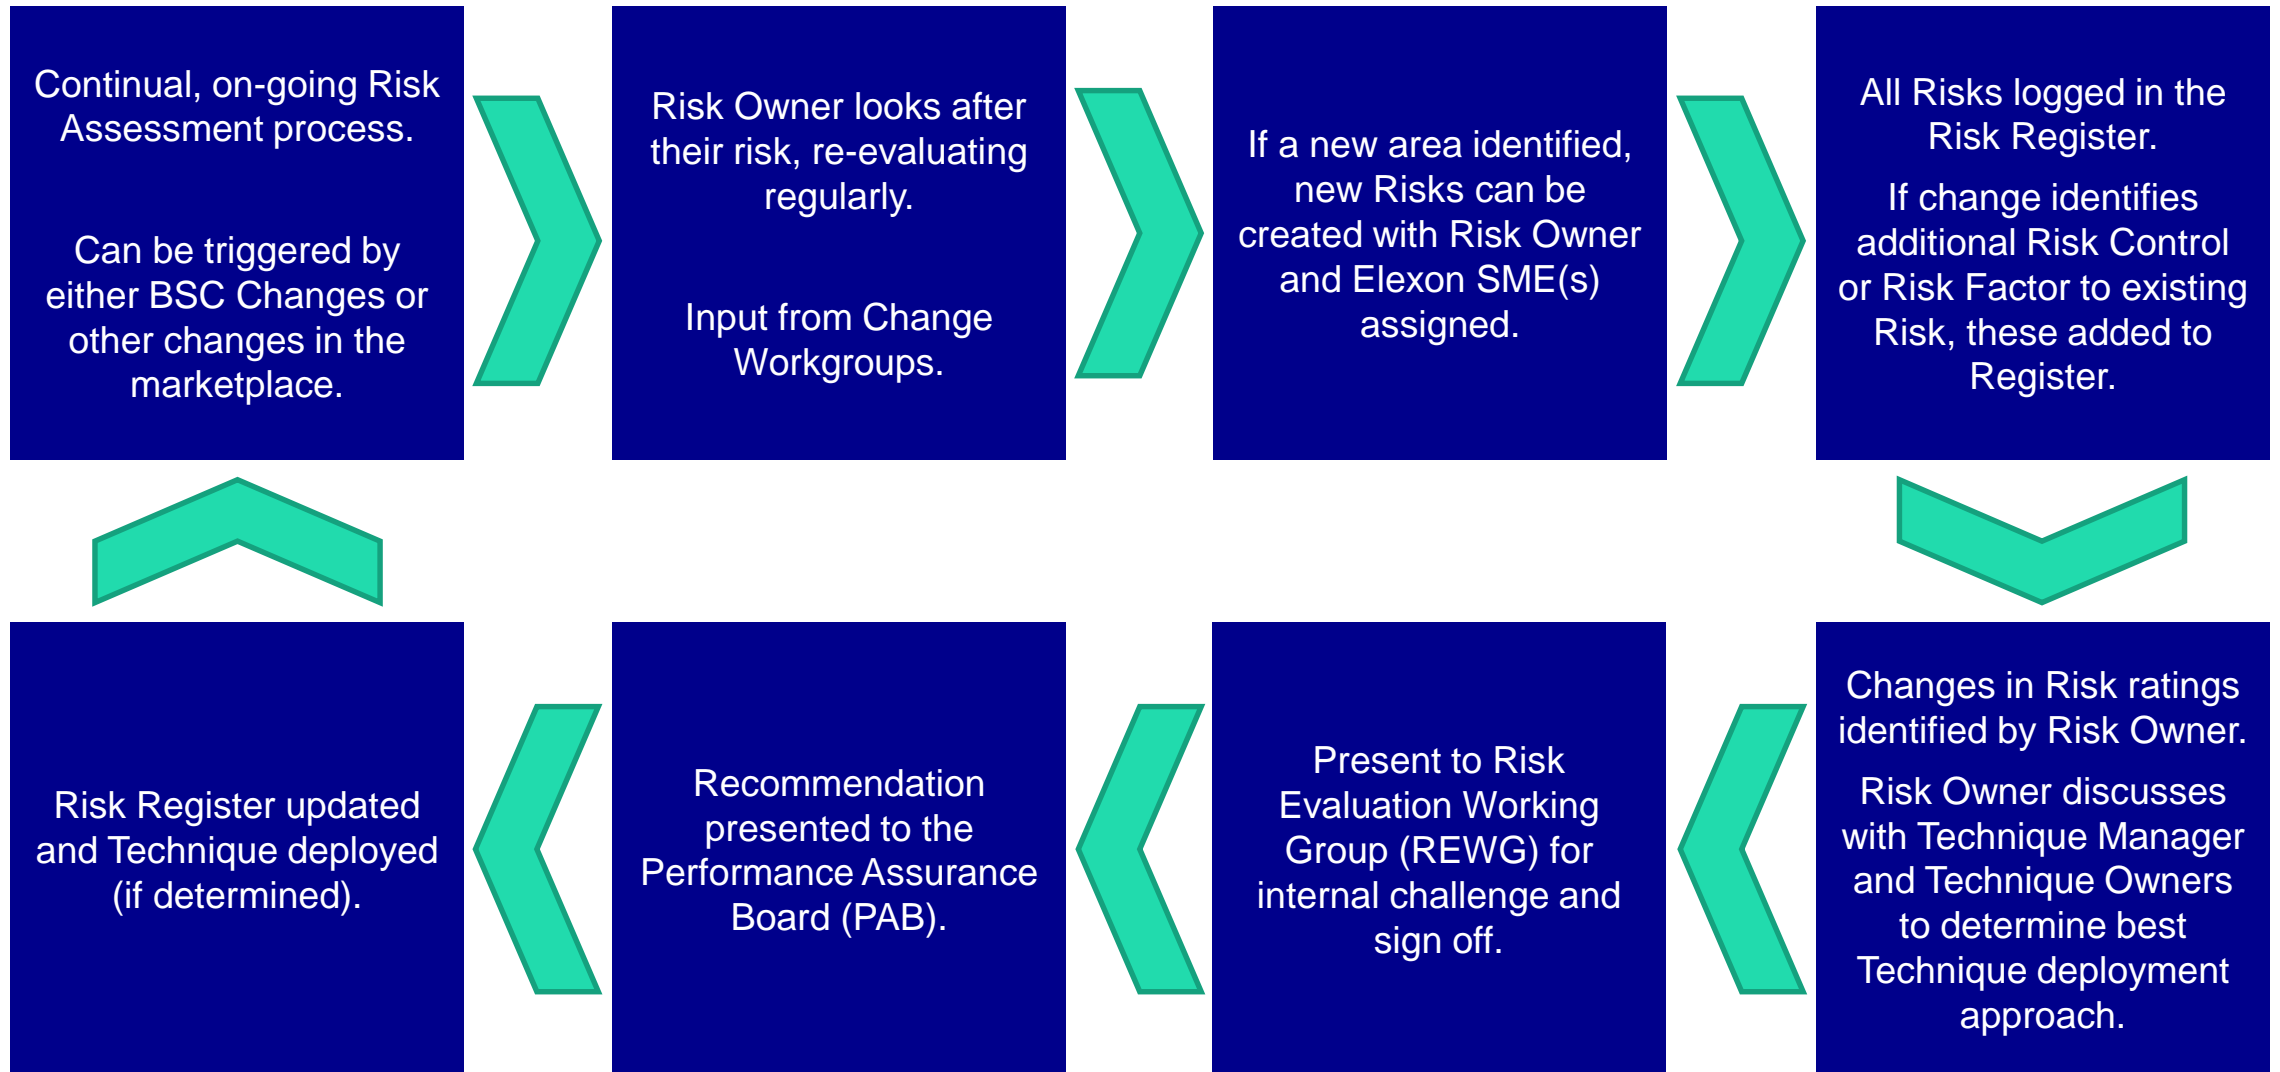 Continual, on-going Risk
Assessment process.
Can be triggered by
either BSC Changes or
other changes in the
marketplace.
Risk Owner looks after
their risk, re-evaluating
regularly.
Input from Change
Workgroups.
If a new area identified,
new Risks can be
created with Risk Owner
and Elexon SME(s)
assigned.
All Risks logged in the
Risk Register.
If change identifies
additional Risk Control
or Risk Factor to existing
Risk, these added to
Register.
Changes in Risk ratings
identified by Risk Owner.
Risk Owner discusses
with Technique Manager
and Technique Owners
to determine best
Technique deployment
approach.
Present to Risk
Evaluation Working
Group (REWG) for
internal challenge and
sign off.
Recommendation
presented to the
Performance Assurance
Board (PAB).
Risk Register updated
and Technique deployed
(if determined).